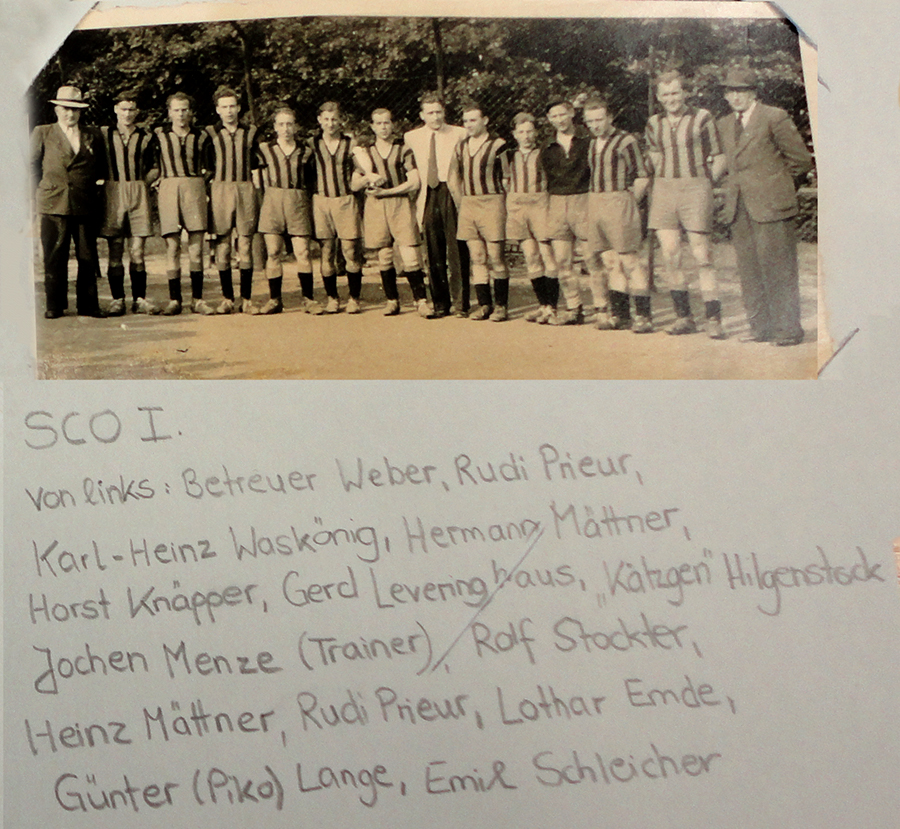 SCO I.
von links: Betreuer Weber, Rudi Prieur,
Karl-Heinz Waskönig, Hermann Mättner,
Horst Knäpper, Gerd Leveringhaus, "Kätzgen" Hilgenstock
Jochen Menze (Trainer), Rolf Stockter,
Heinz Mättner, Rudi Prieur, Lothar Emde,
Günter (Piko) Lange, Emil Schleicher